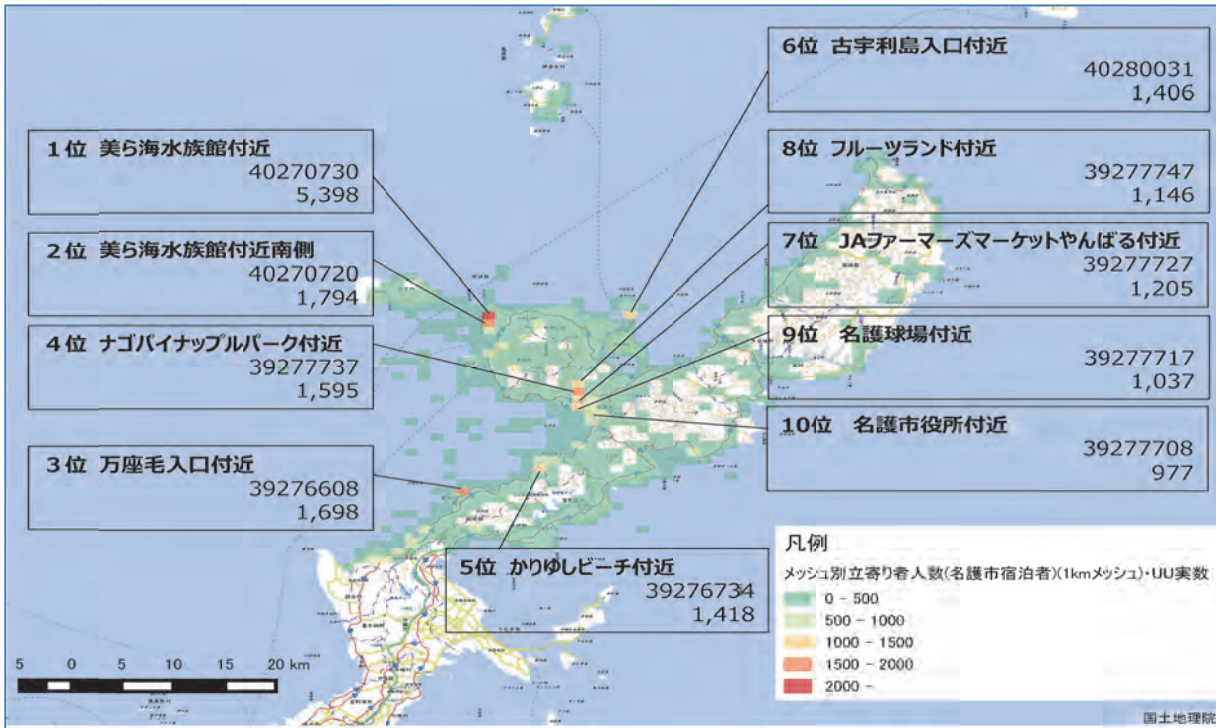 1位 美ら海水族館付近
40270730
5,398
2位 美ら海水族館付近南側
40270720
1,794
4位 ナゴパイナップルパーク付近
39277737
1,595
3位 万座毛入口付近
39276608
1,698
5位 かりゆしビーチ付近
39276734
1,418
6位 古宇利島入口付近
40280031
1,406
8位 フルーツランド付近
39277747
1,146
7位 JAファーマーズマーケットやんばる付近
39277727
1,205
9位 名護球場付近
39277717
1,037
10位 名護市役所付近
39277708
977
凡例
メッシュ別立寄り者人数(名護市宿泊者)(1kmメッシュ)・UU実数
0 - 500
500 - 1000
1000 - 1500
1500 - 2000
2000 -
5 0 5 10 15 20 km
国土地理院